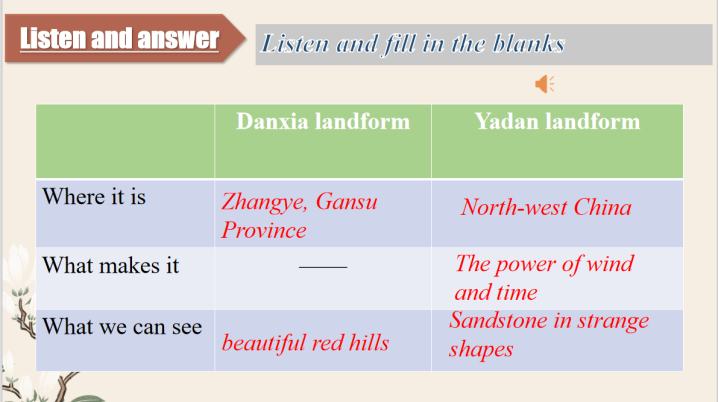 Listen and answer
Listen and fill in the blanks
Danxia landform
Yadan landform
Where it is
Zhangye, Gansu
Province
North-west China
What makes it
——
The power of wind
and time
What we can see
beautiful red hills
Sandstone in strange
shapes